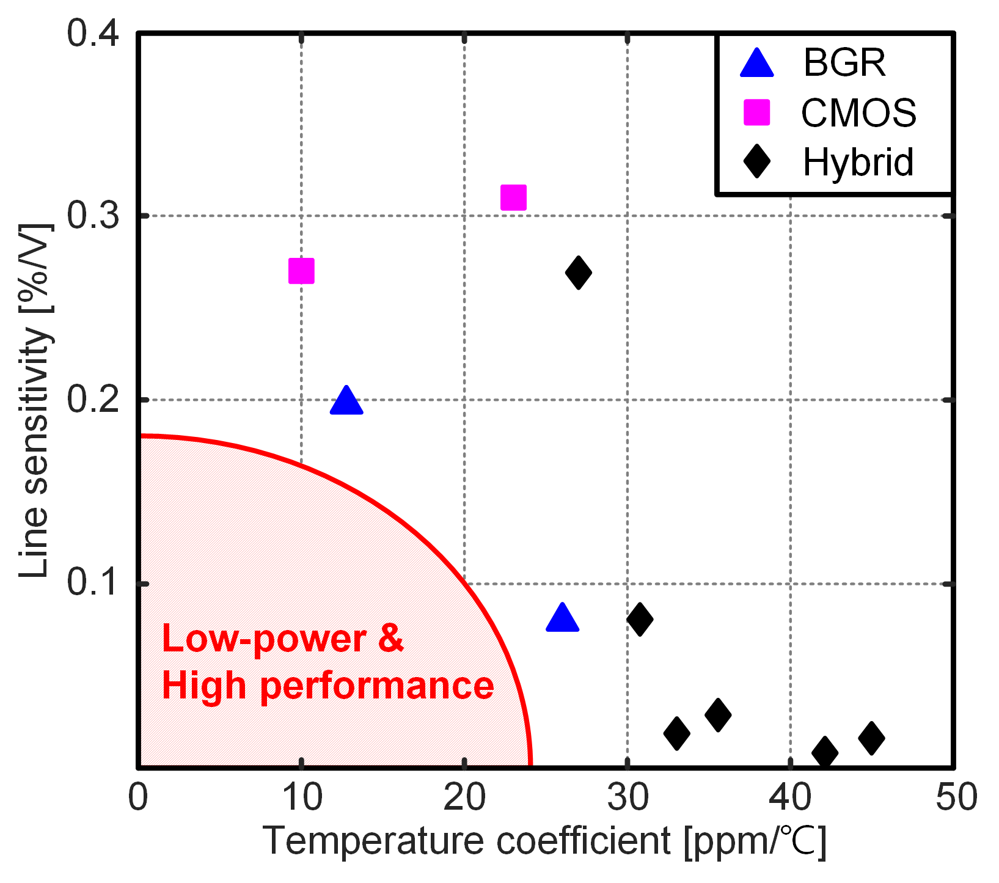 0.4
0.3
0.2
0.1
0
10
20
30
40
50
Line sensitivity [%/V]
Temperature coefficient [ppm/℃]
BGR
CMOS
Hybrid
Low-power &
High performance